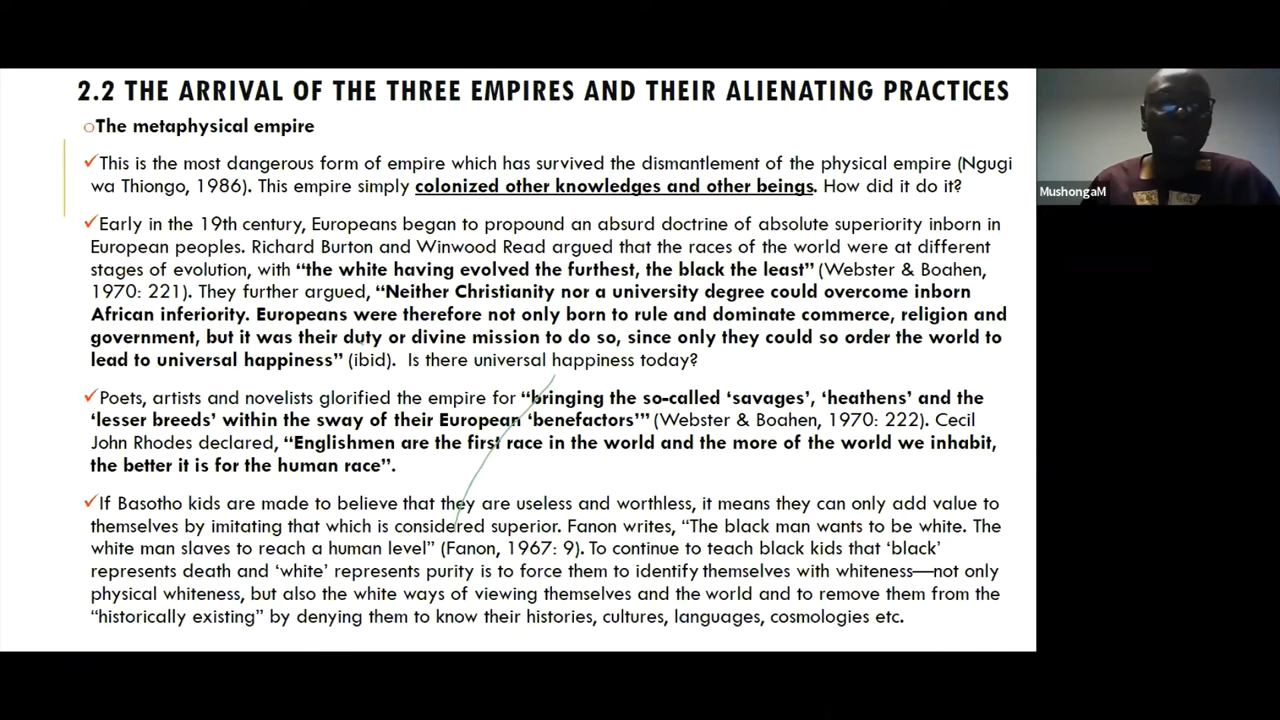 2.2 THE ARRIVAL OF THE THREE EMPIRES AND THEIR ALIENATING PRACTICES
The metaphysical empire
This is the most dangerous form of empire which has survived the dismantlement of the physical empire (Ngugi
wa Thiongo, 1986). This empire simply colonized other knowledges and other beings. How did it do it?
MushongaM
Early in the 19th century, Europeans began to propound an absurd doctrine of absolute superiority inborn in
European peoples. Richard Burton and Winwood Read argued that the races of the world were at different
stages of evolution, with “the white having evolved the furthest, the black the least” (Webster & Boahen,
1970: 221). They further argued, “Neither Christianity nor a university degree could overcome inborn
African inferiority. Europeans were therefore not only born to rule and dominate commerce, religion and
government, but it was their duty or divine mission to do so, since only they could so order the world to
lead to universal happiness” (ibid). Is there universal happiness today?
Poets, artists and novelists glorified the empire for “bringing the so-called ‘savages’, ‘heathens’ and the
‘lesser breeds’ within the sway of their European ‘benefactors’” (Webster & Boahen, 1970: 222). Cecil
John Rhodes declared, “Englishmen are the first race in the world and the more of the world we inhabit,
the better it is for the human race”.
If Basotho kids are made to believe that they are useless and worthless, it means they can only add value to
themselves by imitating that which is considered superior. Fanon writes, “The black man wants to be white. The
white man slaves to reach a human level” (Fanon, 1967: 9). To continue to teach black kids that ‘black’
represents death and ‘white’ represents purity is to force them to identify themselves with whiteness—not only
physical whiteness, but also the white ways of viewing themselves and the world and to remove them from the
“historically existing” by denying them to know their histories, cultures, languages, cosmologies etc.